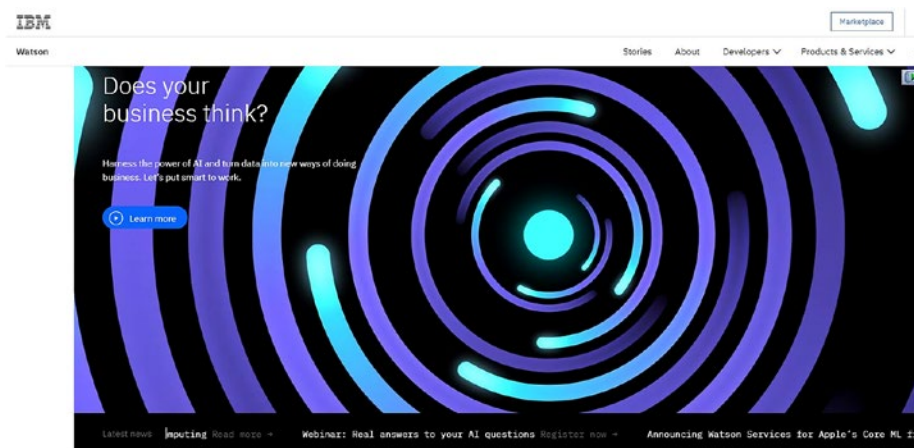 IBM
Marketplace
Watson
Stories About Developers Products & Services
Does your
business think?
Harness the power of AI and turn data into new ways of doing
business. Let's put smart to work.
Learn more
Latest news mputing Read more → Webinar: Real answers to your AI questions Register now → Announcing Watson Services for Apple's Core ML